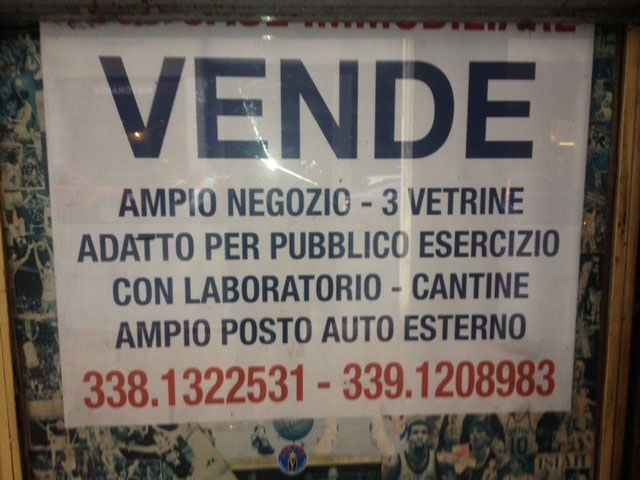 VENDE
AMPIO NEGOZIO - 3 VETRINE
ADATTO PER PUBBLICO ESERCIZIO
CON LABORATORIO - CANTINE
AMPIO POSTO AUTO ESTERNO
338.1322531 - 339.1208983